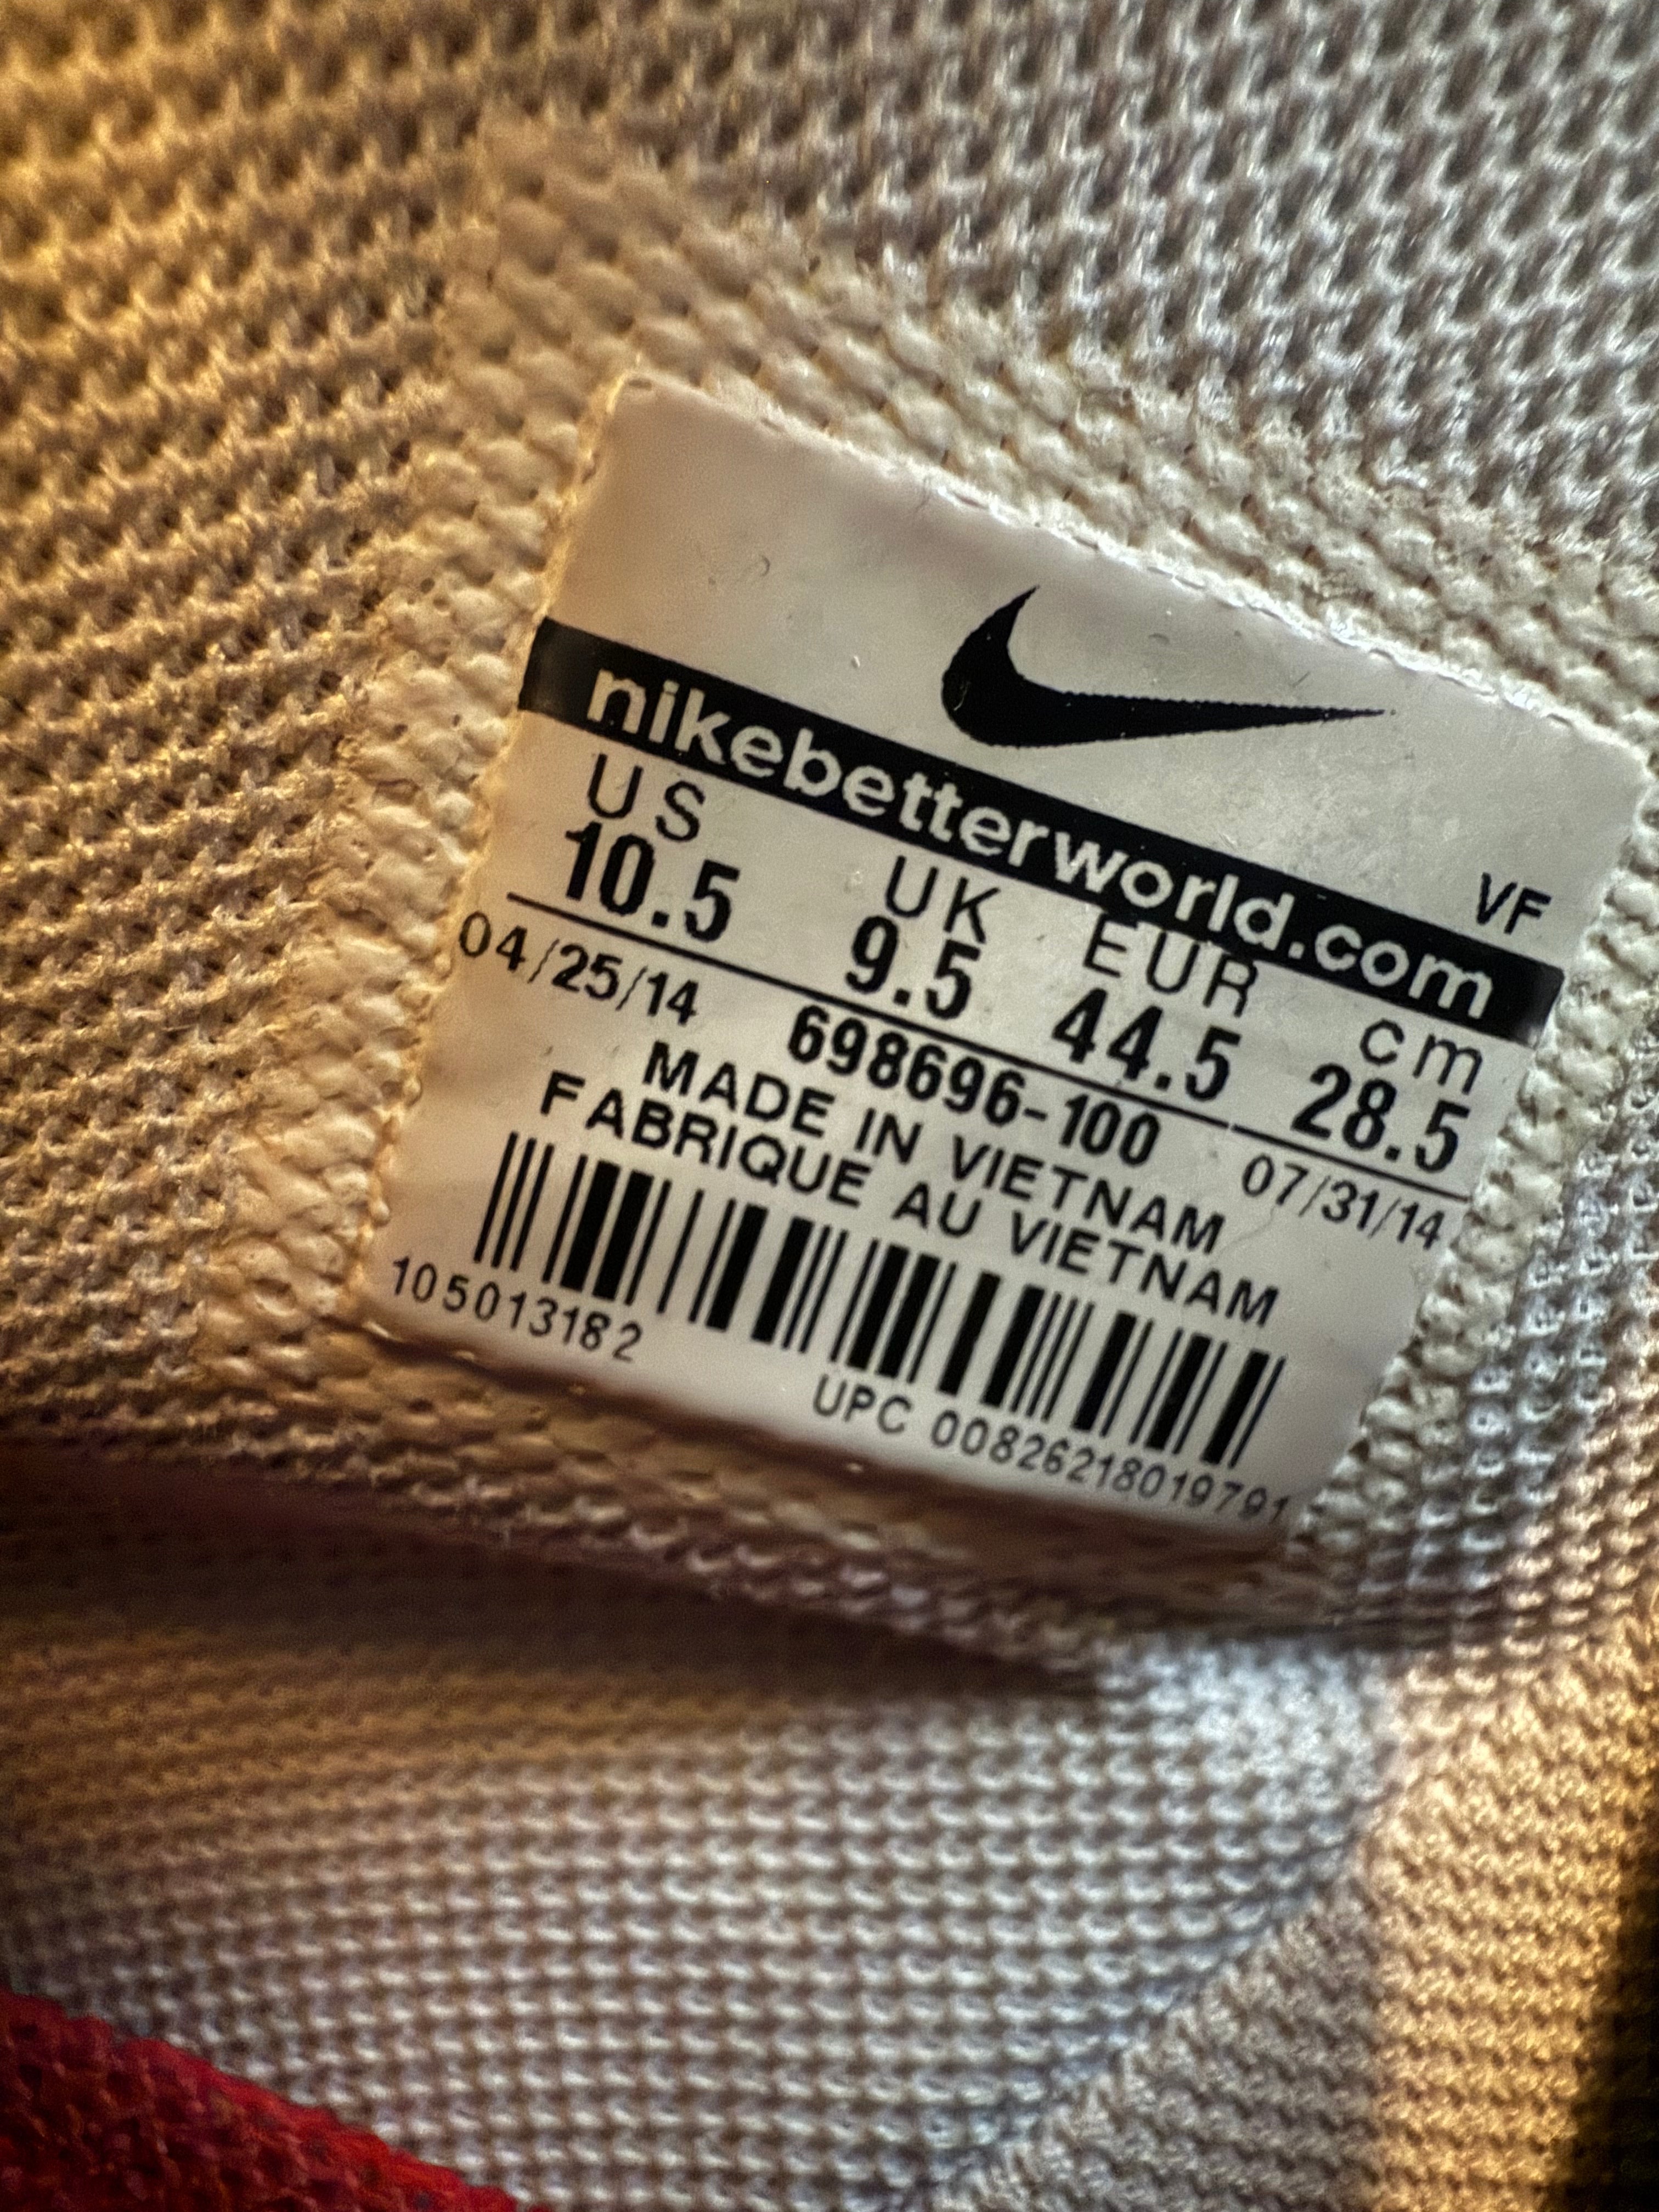 nikebetterworld.com
VF
US UK EUR cm
10.5 9.5 44.5 28.5
04/25/14 698696-100 07/31/14
MADE IN VIETNAM
FABRIQUE AU VIETNAM
105013182
UPC 00826218019791